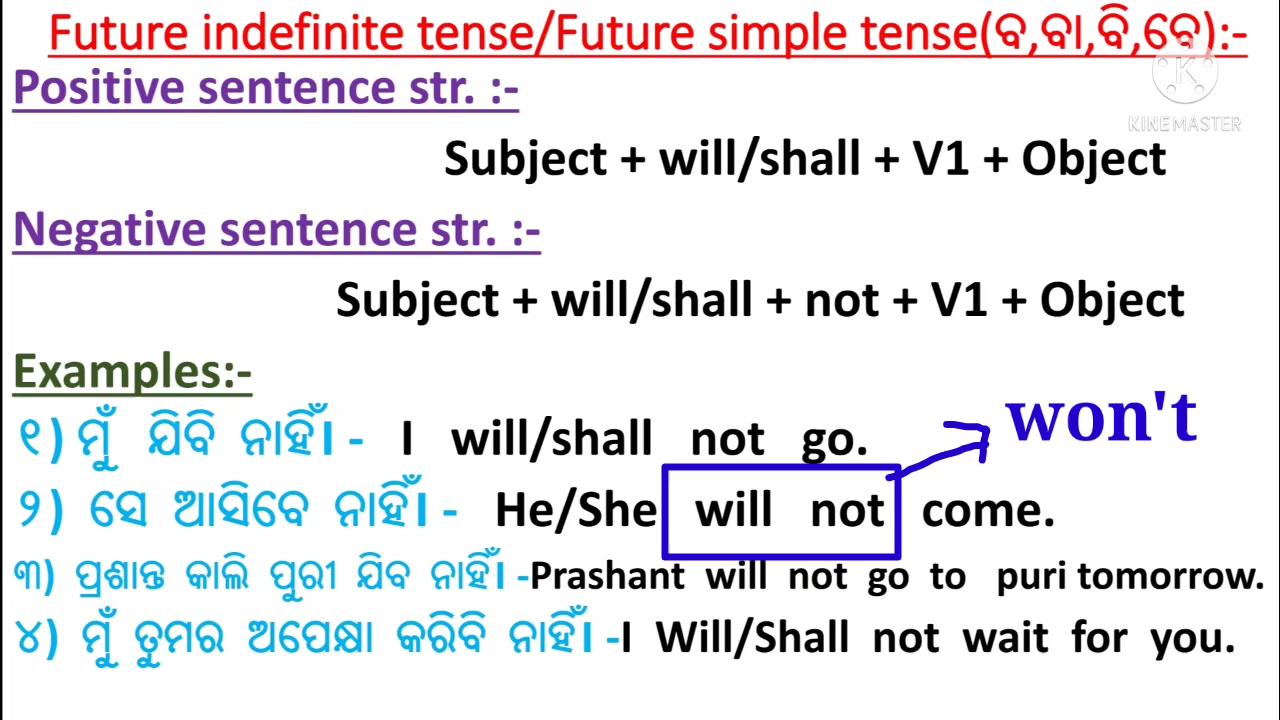 Future indefinite tense/Future simple tense(ବ,ବା,ବି,ବେ):-
Positive sentence str. :-
KINEMASTER
Subject + will/shall + V1 + Object
Negative sentence str. :-
Subject + will/shall + not + V1 + Object
Examples:-
won't
୧) ମୁଁ ଯିବି ନାହିଁ। - I will/shall not go.
୨) ସେ ଆସିବେ ନାହିଁ। - He/She will not come.
୩) ପ୍ରଶାନ୍ତ କାଲି ପୁରୀ ଯିବ ନାହିଁ। -Prashant will not go to puri tomorrow.
୪) ମୁଁ ତୁମର ଅପେକ୍ଷା କରିବି ନାହିଁ। -I Will/Shall not wait for you.